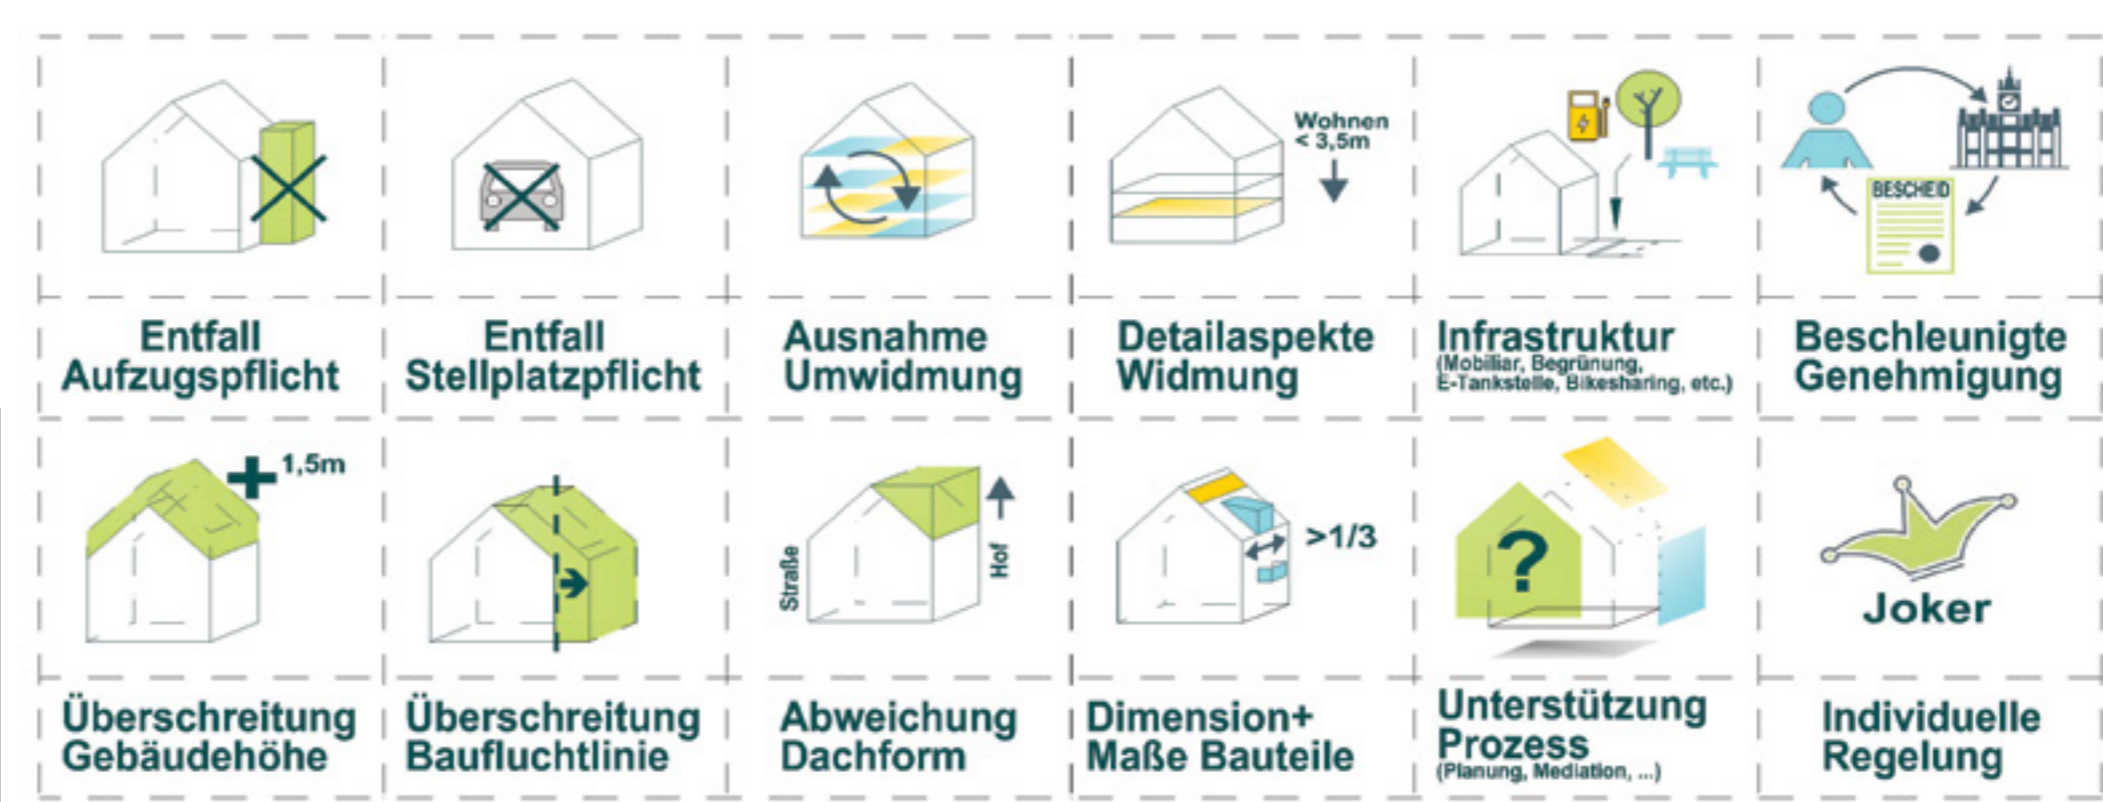 Wohnen
< 3,5m
BESCHEID
Entfall
Aufzugspflicht
Entfall
Stellplatzpflicht
Ausnahme
Umwidmung
Detailaspekte
Widmung
Infrastruktur
(Mobiliar, Begrünung,
E-Tankstelle, Bikesharing, etc.)
Beschleunigte
Genehmigung
1,5m
Straße
Hof
>1/3
?
Joker
Überschreitung
Gebäudehöhe
Überschreitung
Baufluchtlinie
Abweichung
Dachform
Dimension+
Maße Bauteile
Unterstützung
Prozess
(Planung, Mediation, ...)
Individuelle
Regelung